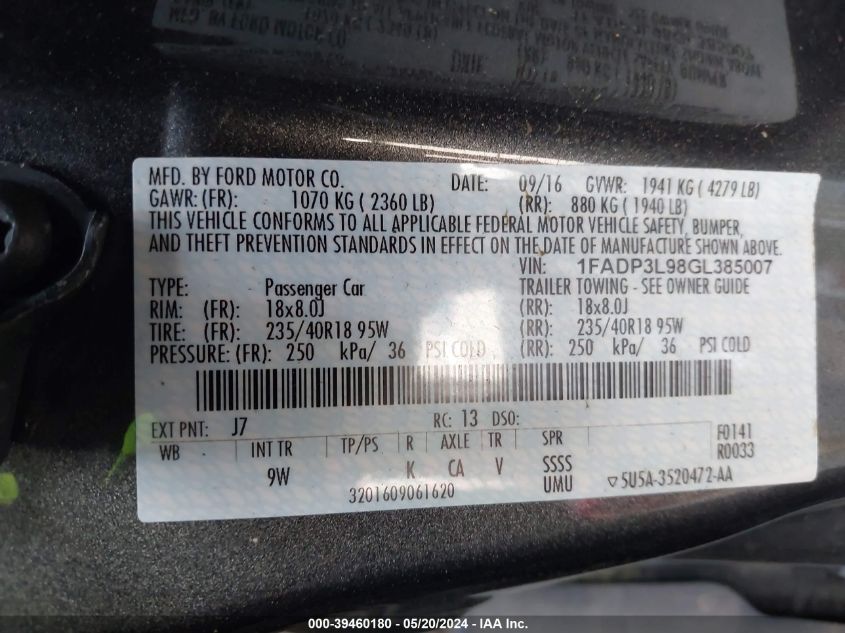 MFD. BY FORD MOTOR CO.
DATE: 09/16 GVWR: 1941 KG ( 4279 LB)
GAWR: (FR): 1070 KG ( 2360 LB) (RR): 880 KG ( 1940 LB)
THIS VEHICLE CONFORMS TO ALL APPLICABLE FEDERAL MOTOR VEHICLE SAFETY, BUMPER,
AND THEFT PREVENTION STANDARDS IN EFFECT ON THE DATE OF MANUFACTURE SHOWN ABOVE.
VIN: 1FADP3L98GL385007
TYPE: Passenger Car TRAILER TOWING - SEE OWNER GUIDE
RIM: (FR): 18x8.0J (RR): 18x8.0J
TIRE: (FR): 235/40R18 95W (RR): 235/40R18 95W
PRESSURE: (FR): 250 kPa/ 36 PSI COLD (RR): 250 kPa/ 36 PSI COLD
EXT PNT: J7 RC: 13 DSO:
WB INT TR TP/PS R AXLE TR SPR F0141
R0033
9W K CA V SSSS
UMU
3201609061620 ▽5U5A-3520472-AA
000-39460180 - 05/20/2024 - IAA Inc.